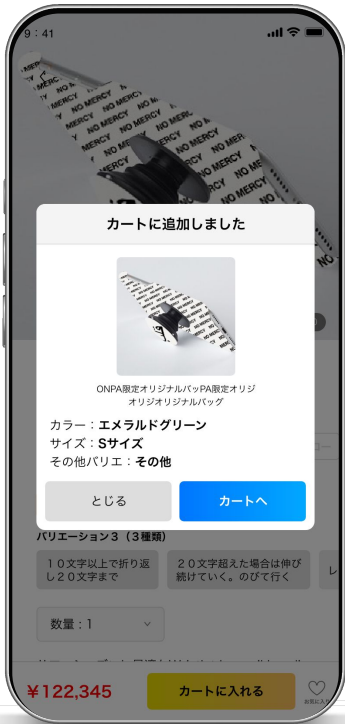 9:41
NO MERCY NO MERCY NO MERCY
カートに追加しました
NO MERCY
ONPA限定オリジナルバッPA限定オリジ
オリジオリジナルバッグ
カラー：エメラルドグリーン
サイズ：Sサイズ
その他バリエ：その他
とじる
カートへ
バリエーション３（３種類）
１０文字以上で折り返
し２０文字まで
２０文字超えた場合は伸び
続けていく。のびて行く
レ
数量：1
¥122,345
カートに入れる
お気に入り